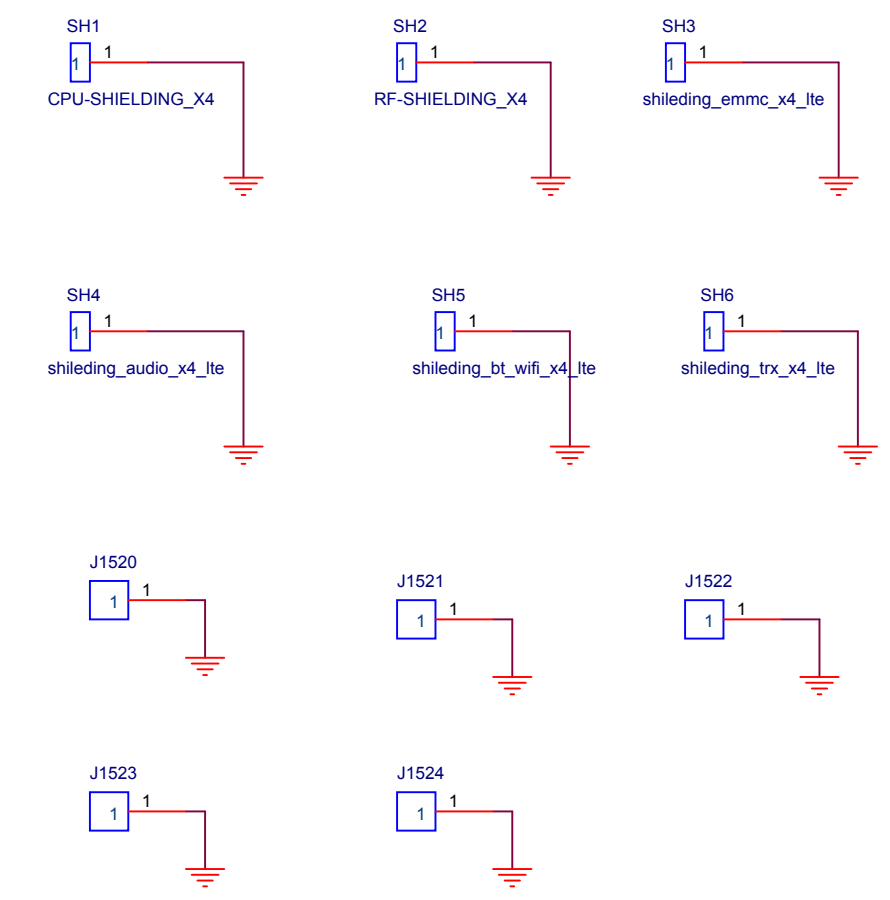 SH1
1
1
CPU-SHIELDING_X4
SH2
1
1
RF-SHIELDING_X4
SH3
1
1
shileding_emmc_x4_lte
SH4
1
1
shileding_audio_x4_lte
SH5
1
1
shileding_bt_wifi_x4_lte
SH6
1
1
shileding_trx_x4_lte
J1520
1
1
J1521
1
1
J1522
1
1
J1523
1
1
J1524
1
1